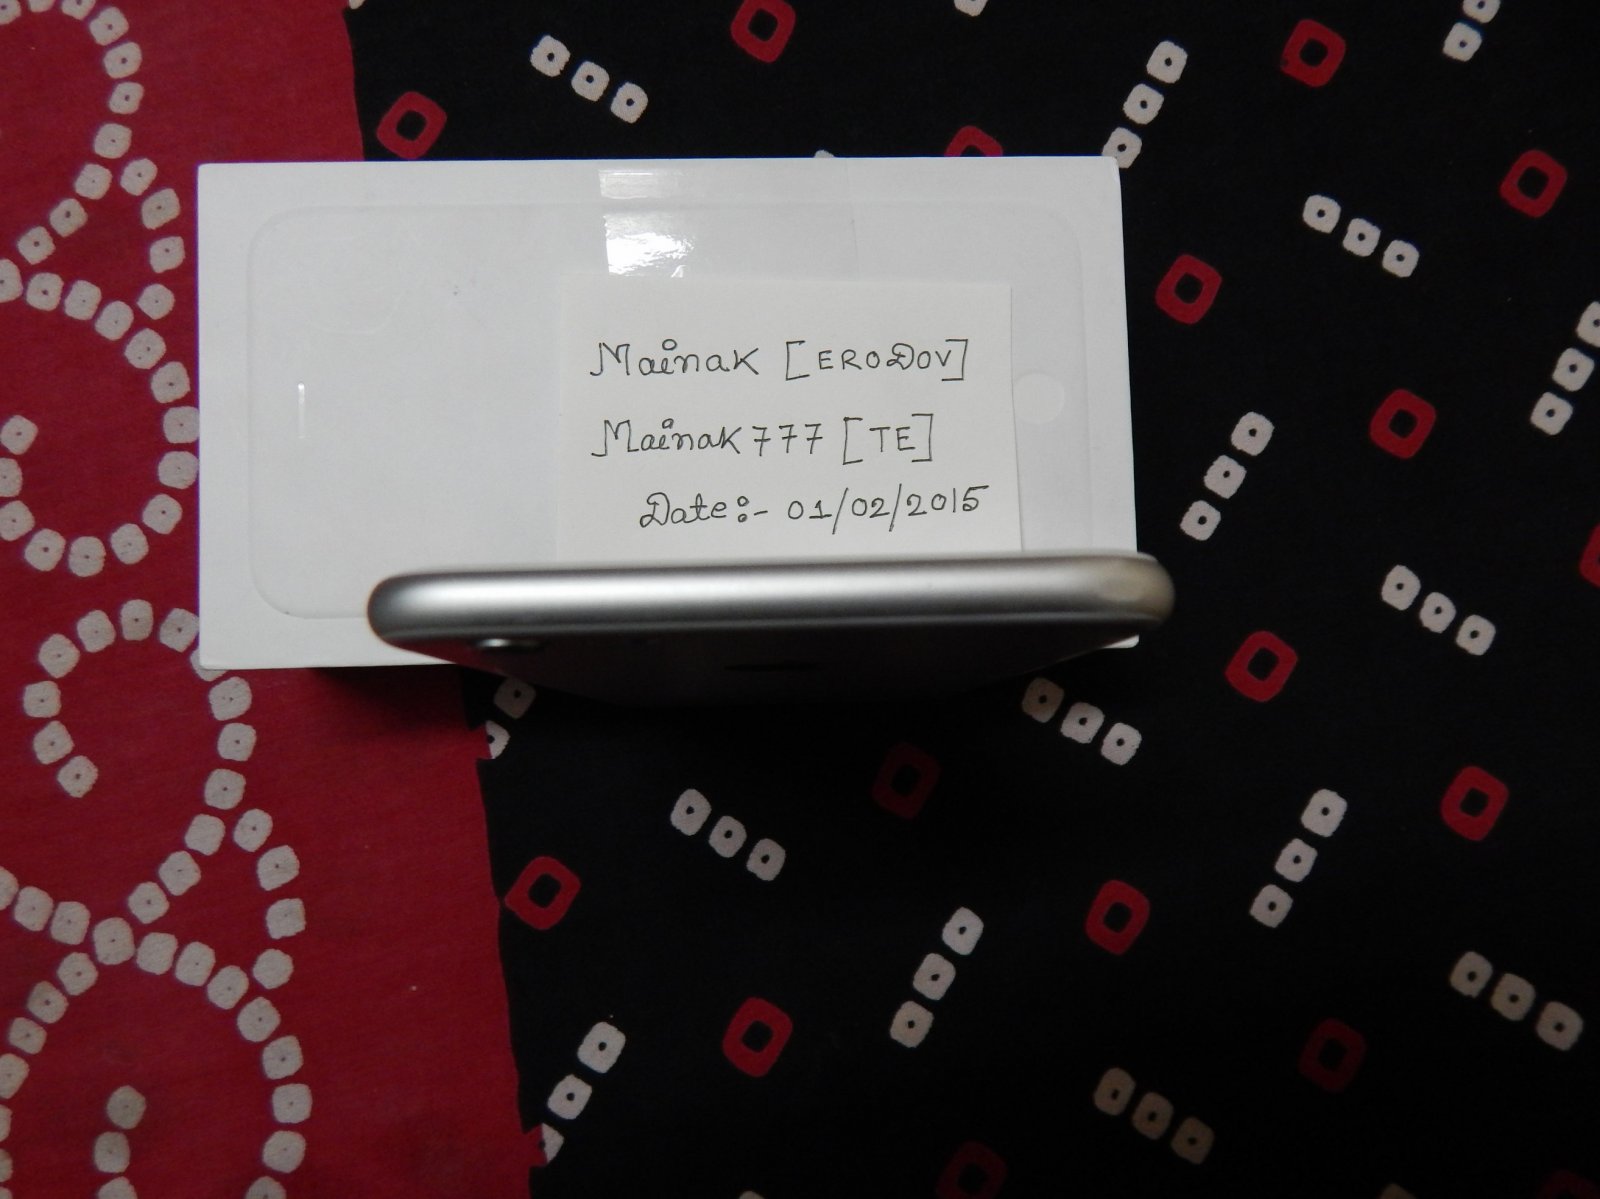 Mainak [ERODOV]
Mainak777 [TE]
Date:- 01/02/2015